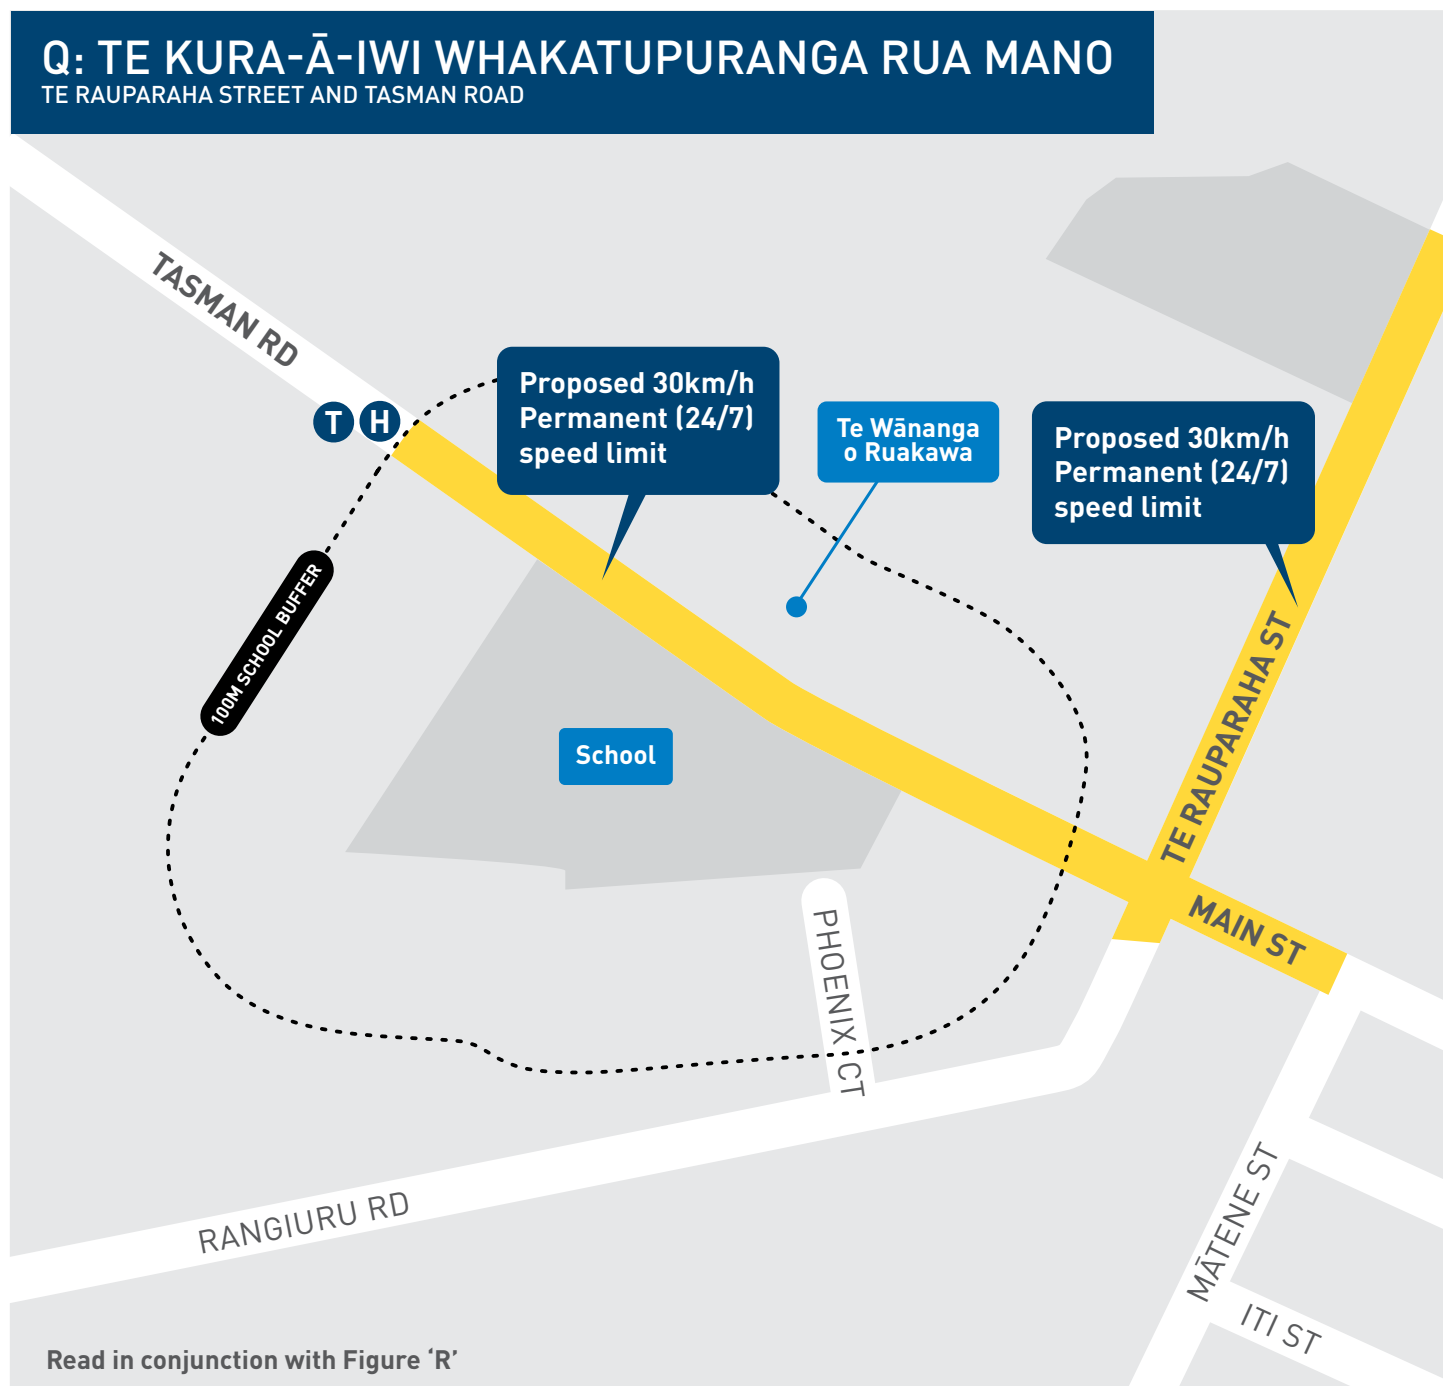 Q: TE KURA-Ā-IWI WHAKATUPURANGA RUA MANO
TE RAUPARAHA STREET AND TASMAN ROAD
TASMAN RD
T
H
Proposed 30km/h
Permanent (24/7)
speed limit
Te Wānanga
o Ruakawa
Proposed 30km/h
Permanent (24/7)
speed limit
100M SCHOOL BUFFER
School
TE RAUPARAHA ST
MAIN ST
PHOENIX CT
RANGIURU RD
MĀTENE ST
ITI ST
Read in conjunction with Figure ‘R’